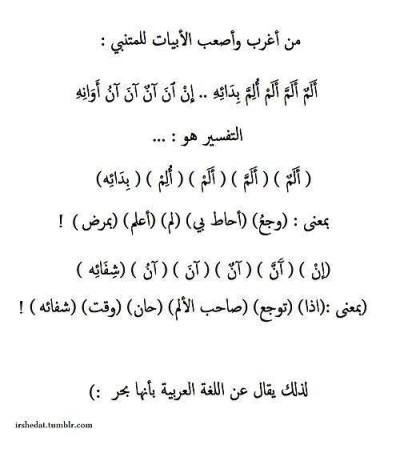 من أغرب وأصعب الأبيات للمتنبي :
أَلَمٌ أَلَمَّ أَلَمْ أُلِمَّ بِدَائِهِ .. إِنْ آنَ آنٌ آنَ آنُ أَوَانِهِ
التفسير هو : ...
( أَلَمٌ ) ( أَلَمَّ ) ( أَلَمْ ) ( أُلِمْ ) ( بِدَائِه)
بمعنى : (وجعُ) (أحاط بي) (لم) (أعلم) (بمرض) !
(إنْ ) ( آنَّ ) ( آنٌ ) ( آنَ ) ( آنُ ) (شِفَائِه )
(بمعنى :(اذا) (توجع) (صاحب الألم) (حان) (وقت) (شفائه ) !
لذلك يقال عن اللغة العربية بأنها بحر :)
irshedat.tumblr.com